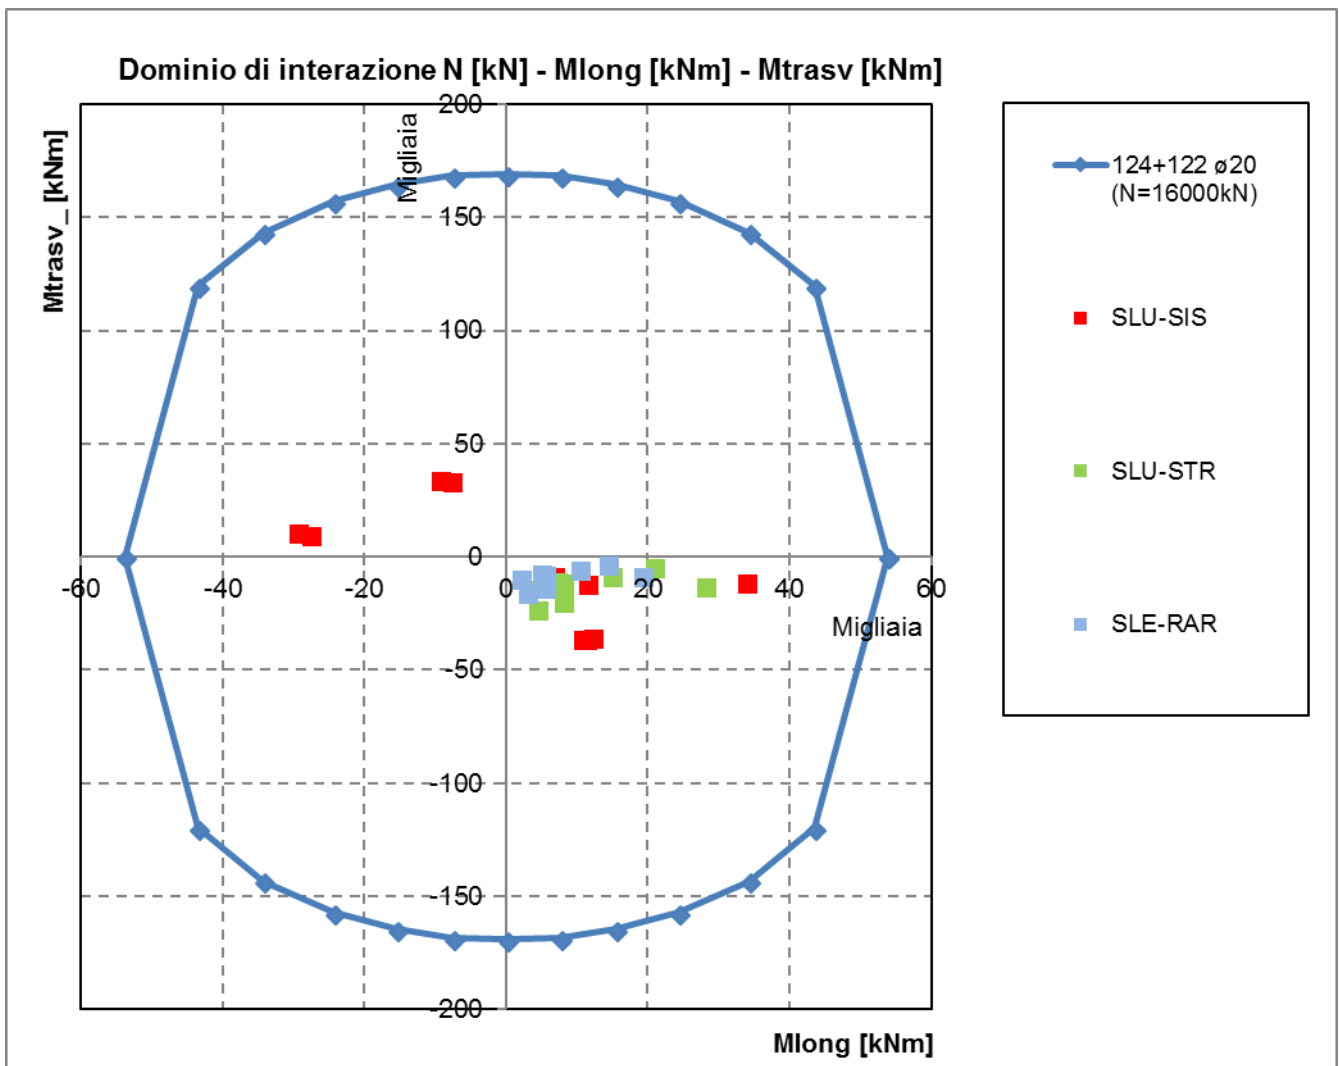 Dominio di interazione N [kN] - Mlong [kNm] - Mtrasv [kNm]
Mtrasv_ [kNm]
Migliaia
200
150
100
50
0
-50
-100
-150
-200
-60
-40
-20
0
20
40
60
Migliaia
Mlong [kNm]
124+122 ø20
(N=16000kN)
SLU-SIS
SLU-STR
SLE-RAR